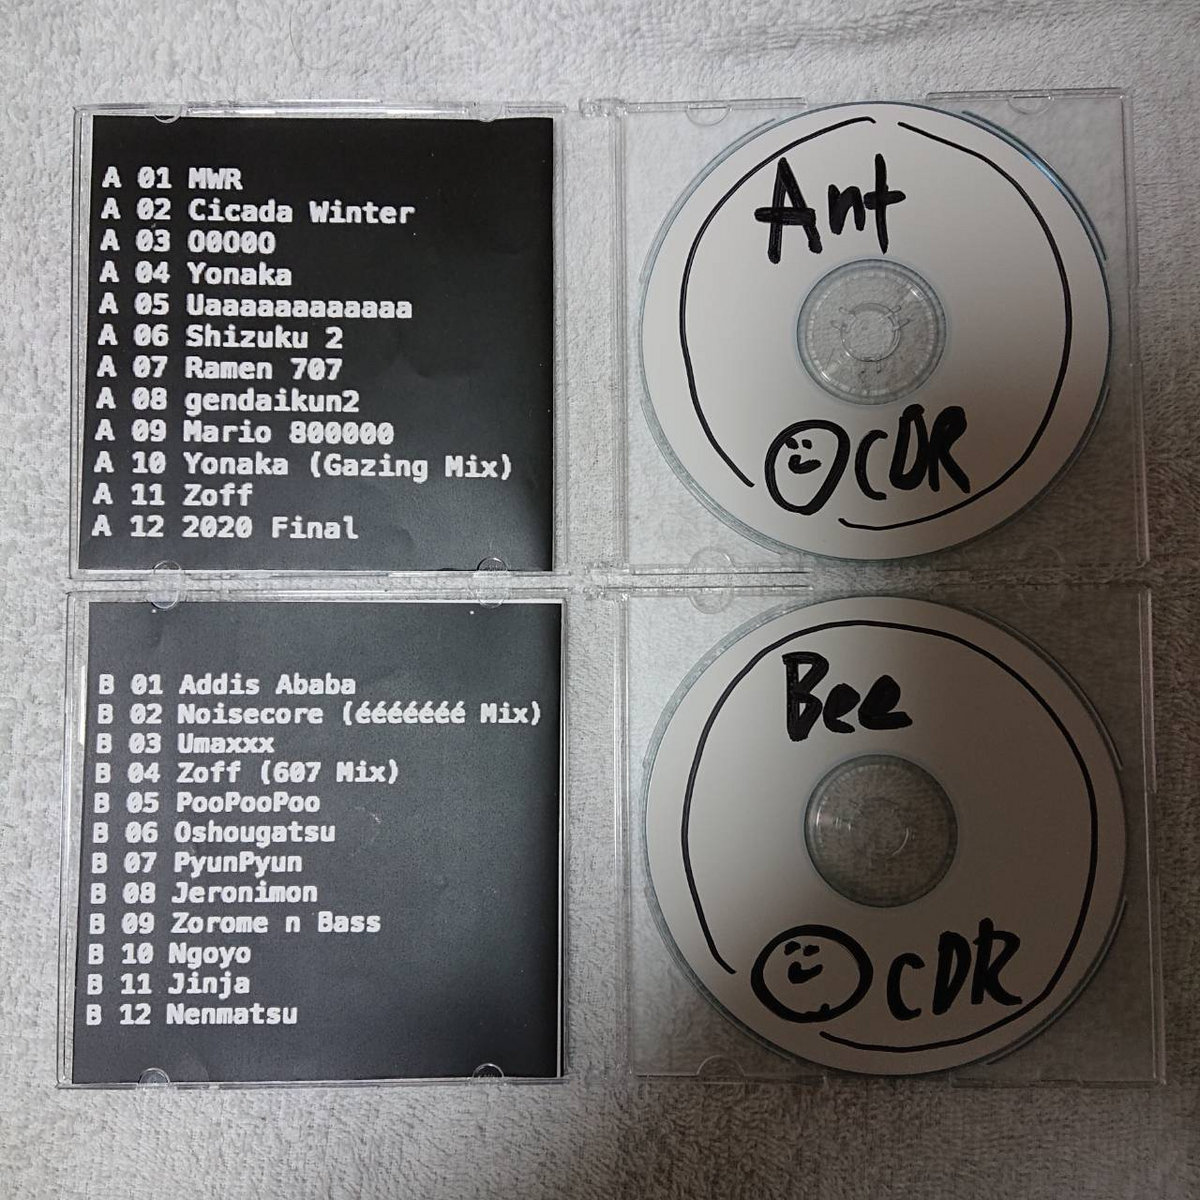 A 01 MWR
A 02 Cicada Winter
A 03 OOOOO
A 04 Yonaka
A 05 Uaaaaaaaaaaaaa
A 06 Shizuku 2
A 07 Ramen 707
A 08 gendaikun2
A 09 Mario 800000
A 10 Yonaka (Gazing Mix)
A 11 Zoff
A 12 2020 Final
Ant
CDR
B 01 Addis Ababa
B 02 Noisecore (ééééééé Mix)
B 03 Umaxxx
B 04 Zoff (607 Mix)
B 05 PooPooPoo
B 06 Oshougatsu
B 07 PyunPyun
B 08 Jeronimon
B 09 Zorome n Bass
B 10 Ngoyo
B 11 Jinja
B 12 Nenmatsu
Bee
CDR